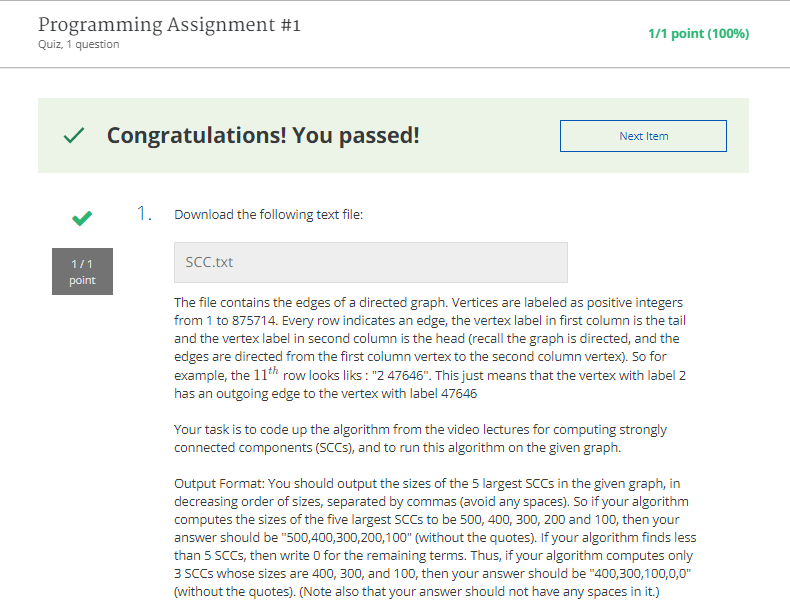 Programming Assignment #1
Quiz, 1 question
1/1 point (100%)
Congratulations! You passed!
Next Item
1.
Download the following text file:
1 / 1
point
SCC.txt
The file contains the edges of a directed graph. Vertices are labeled as positive integers
from 1 to 875714. Every row indicates an edge, the vertex label in first column is the tail
and the vertex label in second column is the head (recall the graph is directed, and the
edges are directed from the first column vertex to the second column vertex). So for
example, the 11th row looks liks : "2 47646". This just means that the vertex with label 2
has an outgoing edge to the vertex with label 47646
Your task is to code up the algorithm from the video lectures for computing strongly
connected components (SCCs), and to run this algorithm on the given graph.
Output Format: You should output the sizes of the 5 largest SCCs in the given graph, in
decreasing order of sizes, separated by commas (avoid any spaces). So if your algorithm
computes the sizes of the five largest SCCs to be 500, 400, 300, 200 and 100, then your
answer should be "500,400,300,200,100" (without the quotes). If your algorithm finds less
than 5 SCCs, then write 0 for the remaining terms. Thus, if your algorithm computes only
3 SCCs whose sizes are 400, 300, and 100, then your answer should be "400,300,100,0,0"
(without the quotes). (Note also that your answer should not have any spaces in it.)